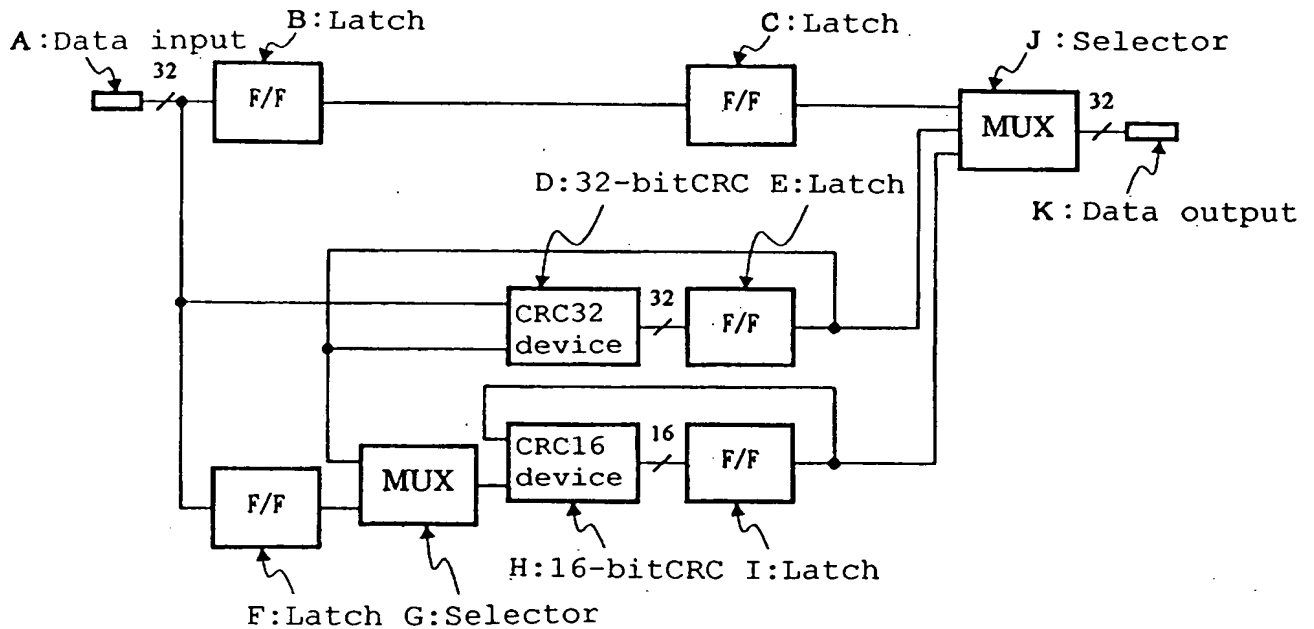 B:Latch
C:Latch
A:Data input
J:Selector
32
F/F
F/F
32
MUX
D:32-bitCRC E:Latch
K:Data output
CRC32
device
32
F/F
CRC16
device
16
F/F
MUX
F/F
H:16-bitCRC I:Latch
F:Latch G:Selector